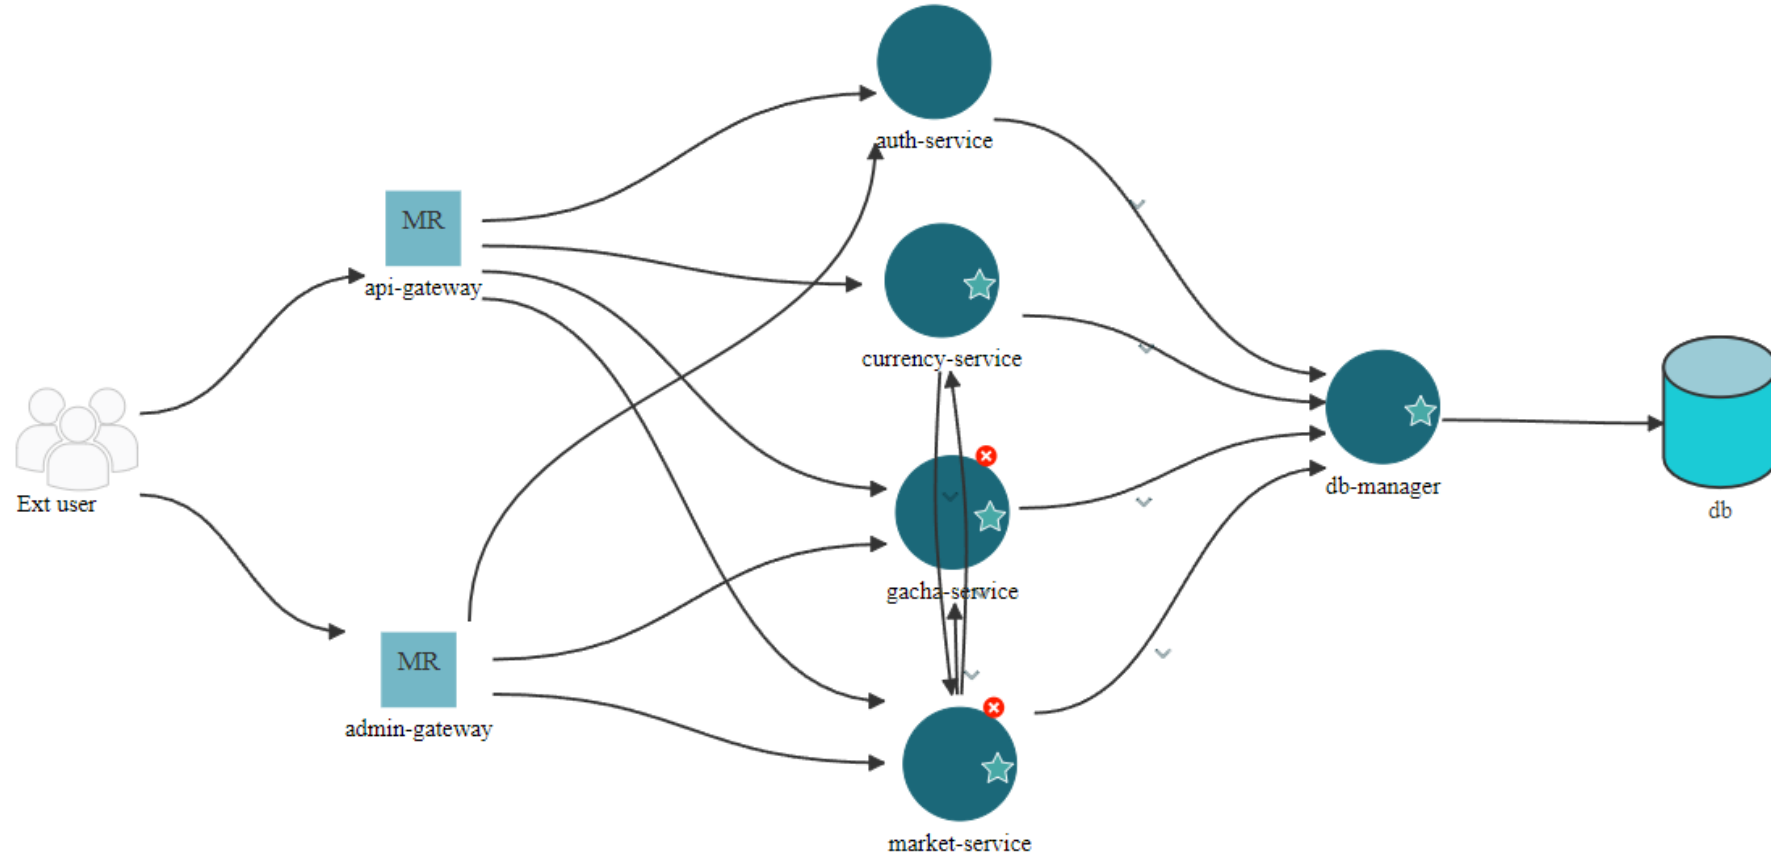 auth-service
MR
api-gateway
currency-service
Ext user
db-manager
db
gacha-service
MR
admin-gateway
market-service